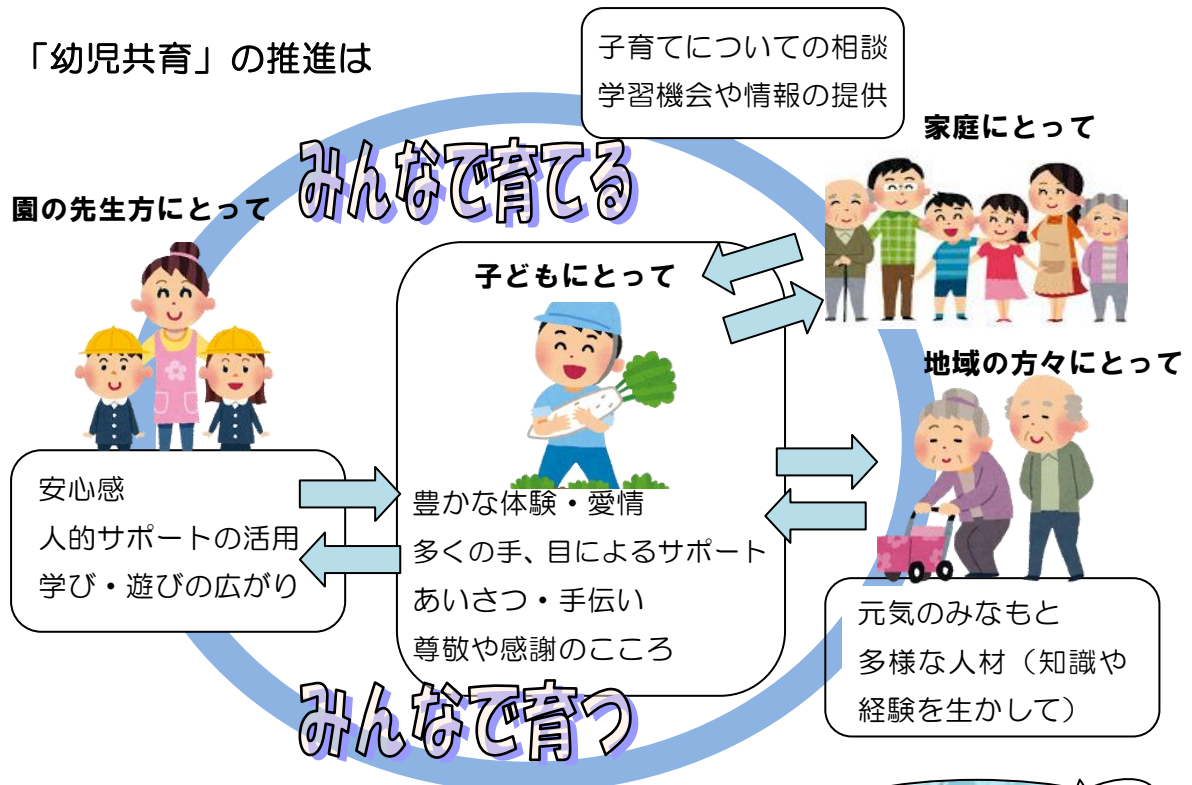 「幼児共育」の推進は
子育てについての相談
学習機会や情報の提供
家庭にとって
みんなで育てる
園の先生方にとって
子どもにとって
地域の方々にとって
安心感
人的サポートの活用
学び・遊びの広がり
豊かな体験・愛情
多くの手、目によるサポート
あいさつ・手伝い
尊敬や感謝のこころ
元気のみなもと
多様な人材（知識や
経験を生かして）
みんなで育つ